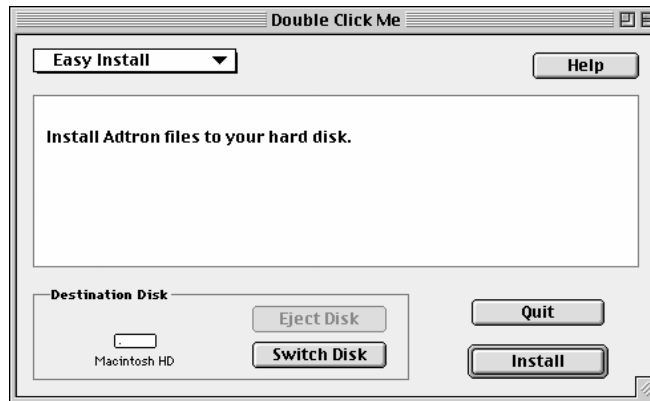 Double Click Me
Easy Install
Help
Install Adtron files to your hard disk.
Destination Disk
Eject Disk
Quit
Macintosh HD
Switch Disk
Install